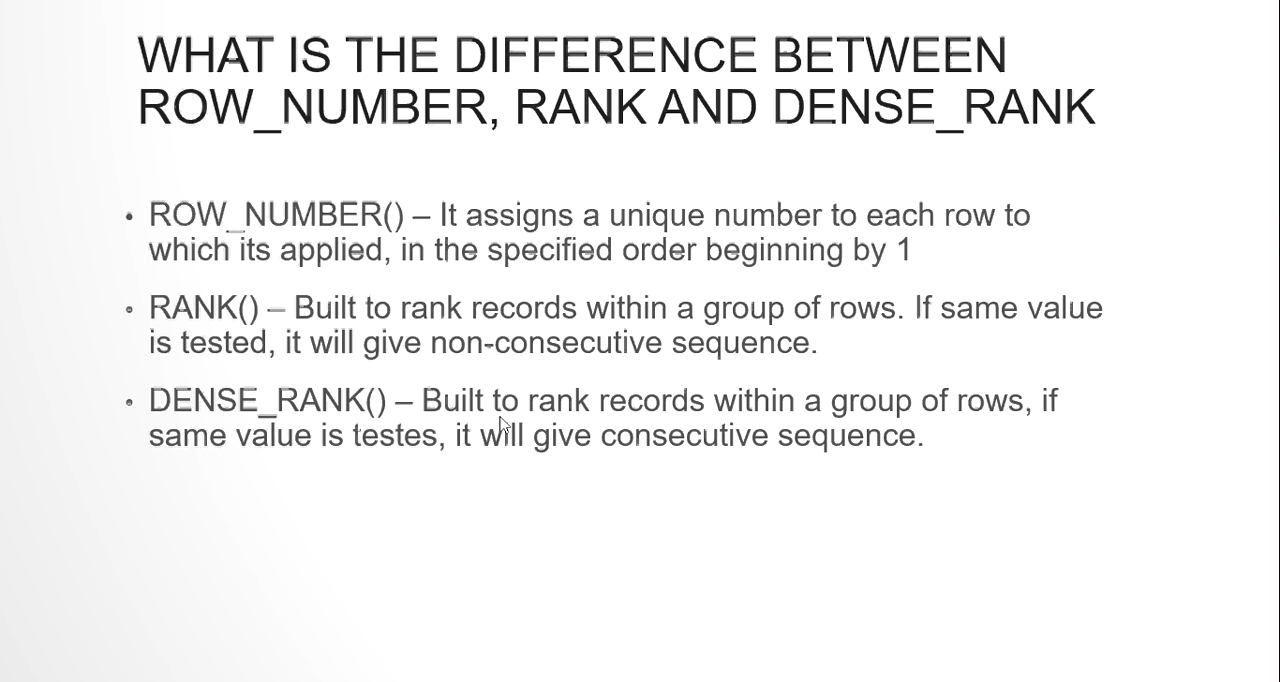 WHAT IS THE DIFFERENCE BETWEEN
ROW_NUMBER, RANK AND DENSE_RANK
• ROW_NUMBER() – It assigns a unique number to each row to
which its applied, in the specified order beginning by 1
• RANK() – Built to rank records within a group of rows. If same value
is tested, it will give non-consecutive sequence.
• DENSE_RANK() – Built to rank records within a group of rows, if
same value is testes, it will give consecutive sequence.